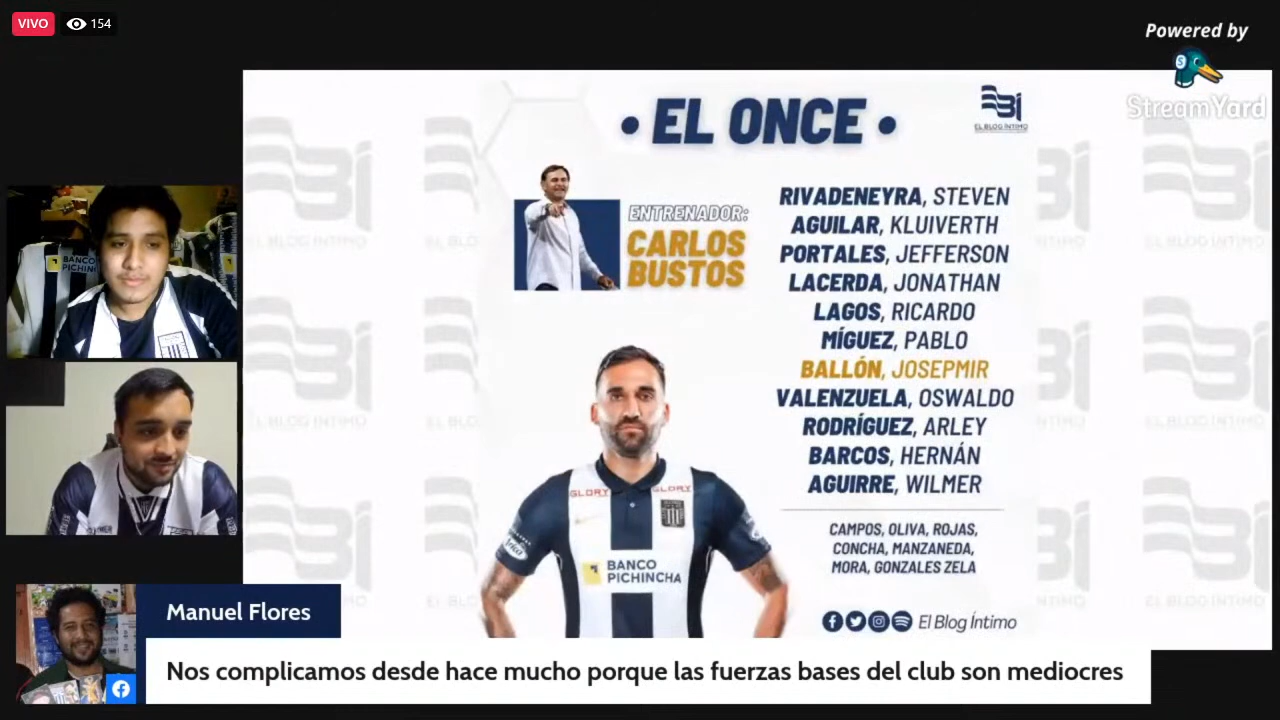 VIVO
154
Powered by
StreamYard
• EL ONCE •
EL BLOG ÍNTIMO
ENTRENADOR:
CARLOS
BUSTOS
RIVADENEYRA, STEVEN
AGUILAR, KLUIVERTH
PORTALES, JEFFERSON
LACERDA, JONATHAN
LAGOS, RICARDO
MÍGUEZ, PABLO
BALLÓN, JOSEPMIR
VALENZUELA, OSWALDO
RODRÍGUEZ, ARLEY
BARCOS, HERNÁN
AGUIRRE, WILMER
CAMPOS, OLIVA, ROJAS,
CONCHA, MANZANEDA,
MORA, GONZALES ZELA
El Blog Íntimo
GLORY
GLORY
BANCO
PICHINCHA
BANCO
Manuel Flores
Nos complicamos desde hace mucho porque las fuerzas bases del club son mediocres